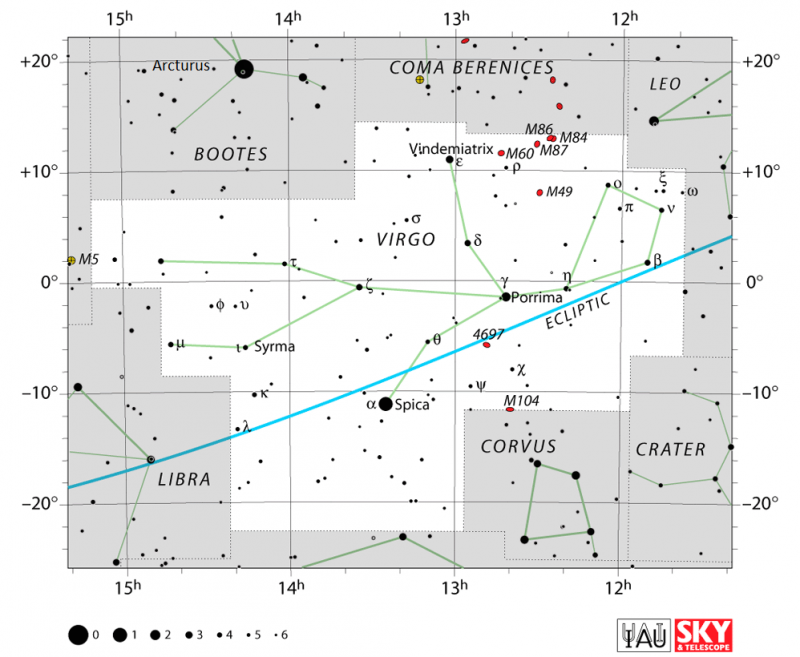 15h 14h 13h 12h
+20° Arcturus COMA BERENICES LEO +20°
M86 M84
BOOTES Vindemiatrix M60 M87
+10° ε ρ ο ξ ω +10°
M49 π ν
σ
VIRGO
M5 τ δ β
0° ζ γ η 0°
Porrima
ϕ υ ECLIPTIC
μ ι Syrma θ 4697
χ
−10° κ ψ −10°
α Spica M104
λ
CORVUS CRATER
LIBRA
−20° −20°
15h 14h 13h 12h
0 1 2 3 4 5 6
IAU SKY
& TELESCOPE